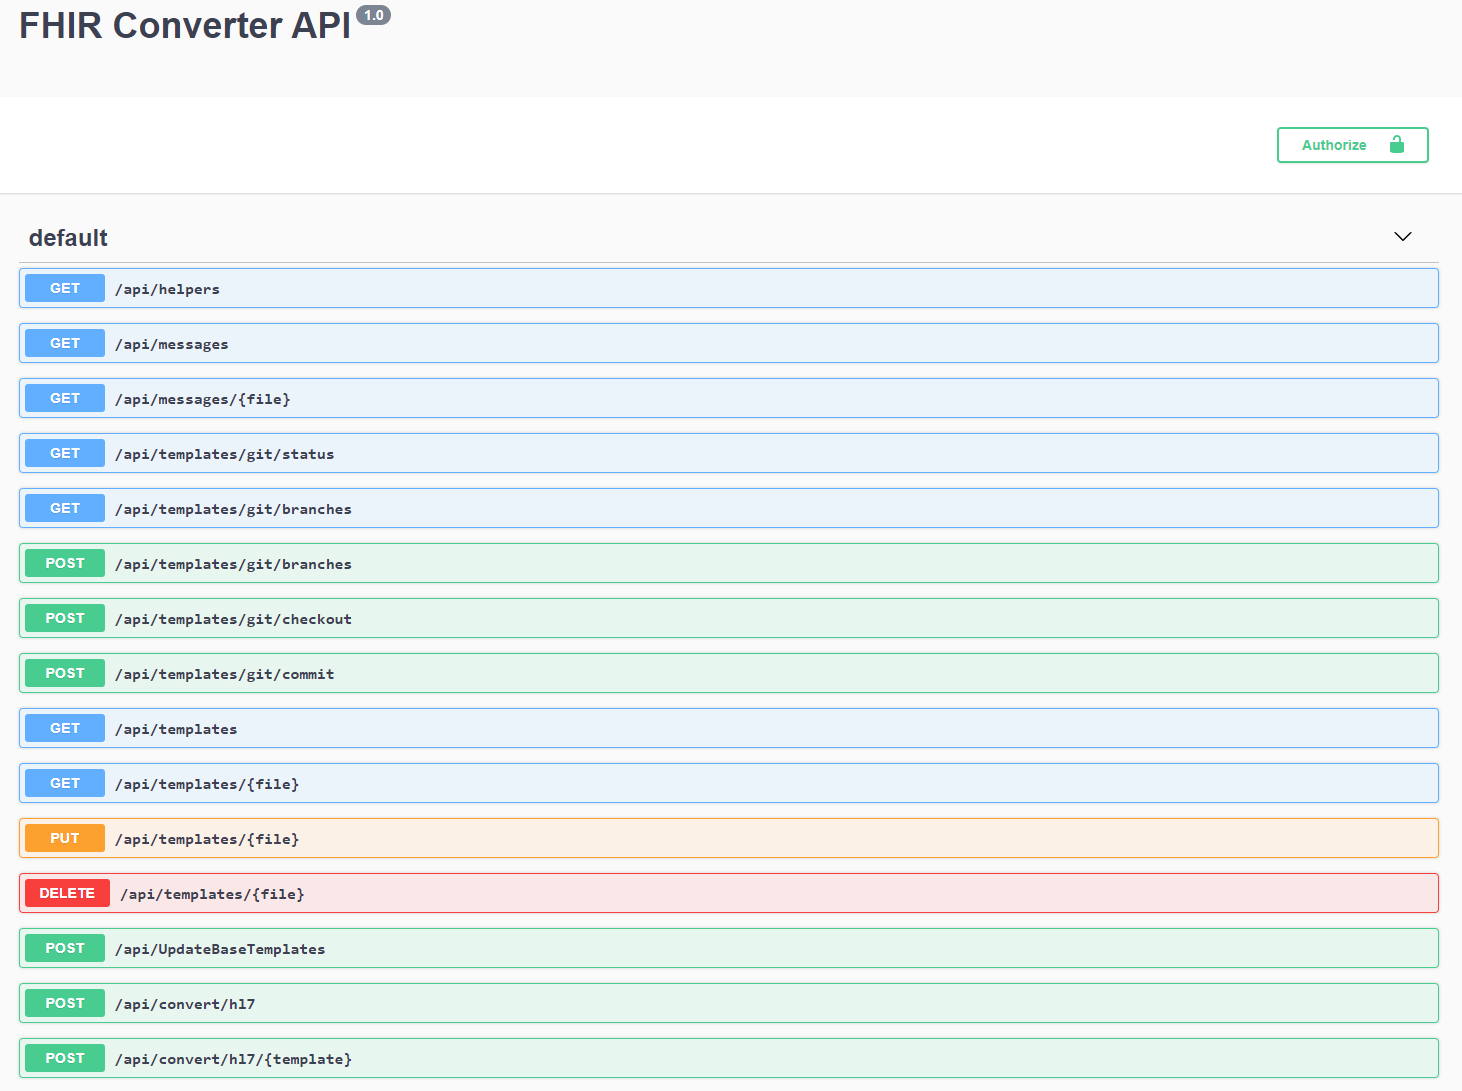 FHIR Converter API 1.0
Authorize
default
GET /api/helpers
GET /api/messages
GET /api/messages/{file}
GET /api/templates/git/status
GET /api/templates/git/branches
POST /api/templates/git/branches
POST /api/templates/git/checkout
POST /api/templates/git/commit
GET /api/templates
GET /api/templates/{file}
PUT /api/templates/{file}
DELETE /api/templates/{file}
POST /api/UpdateBaseTemplates
POST /api/convert/hl7
POST /api/convert/hl7/{template}